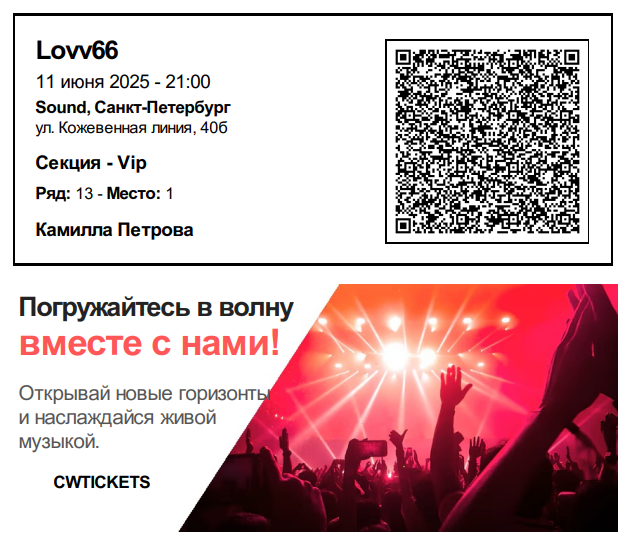 Lovv66
11 июня 2025 - 21:00
Sound, Санкт-Петербург
ул. Кожевенная линия, 40б
Секция - Vip
Ряд: 13 - Место: 1
Камилла Петрова
Погружайтесь в волну
вместе с нами!
Открывай новые горизонты
и наслаждайся живой
музыкой.
CWTICKETS